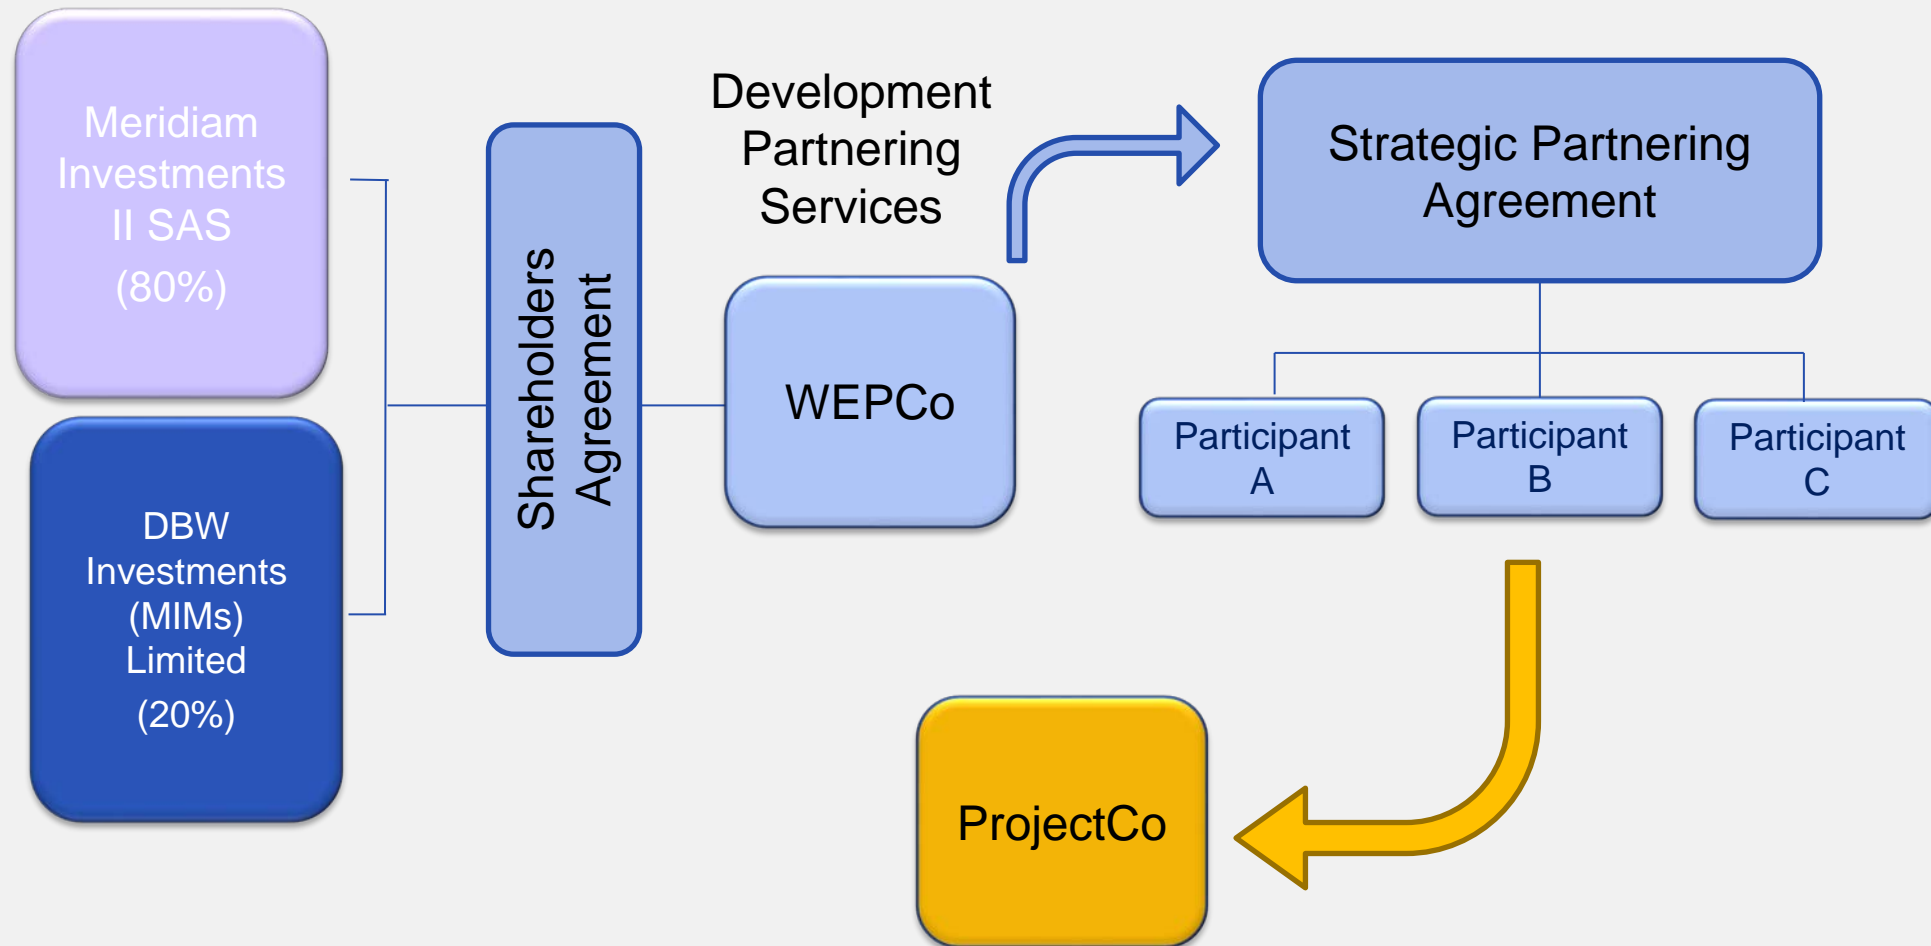 Meridiam
Investments
II SAS
(80%)
DBW
Investments
(MIMs)
Limited
(20%)
Shareholders
Agreement
Development
Partnering
Services
WEPCo
Strategic Partnering
Agreement
Participant
A
Participant
B
Participant
C
ProjectCo